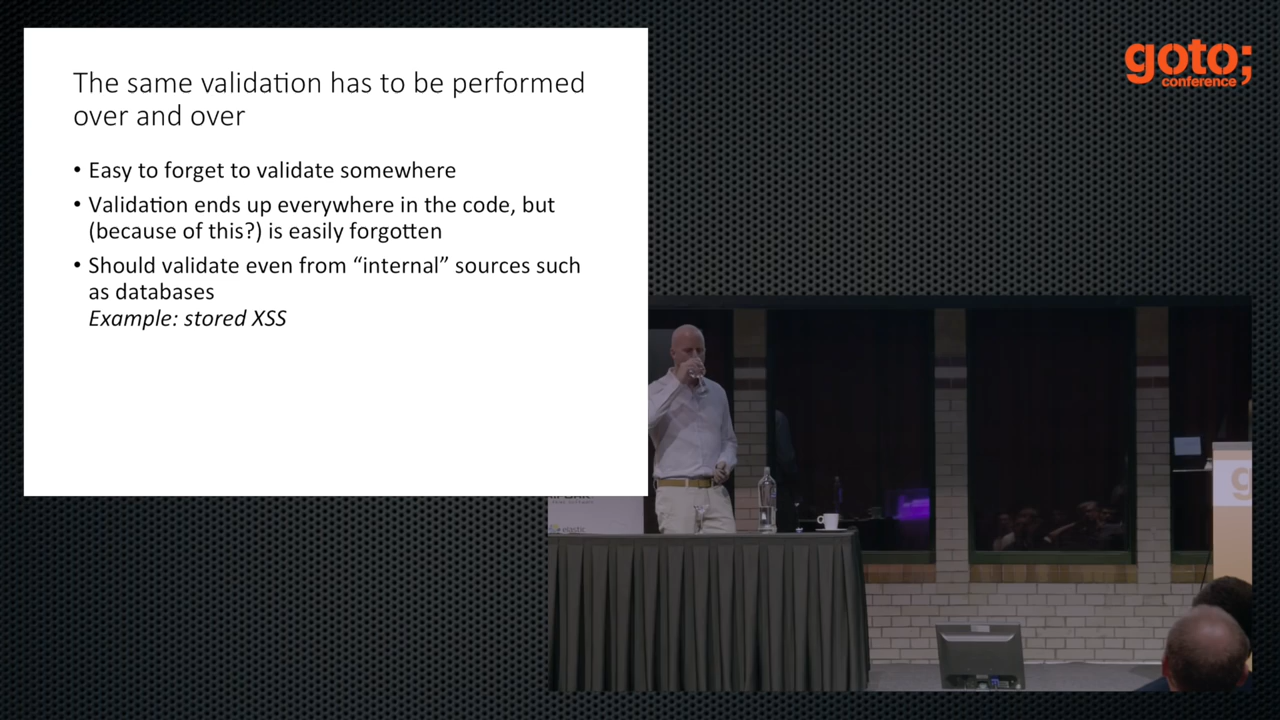 The same validation has to be performed
over and over
• Easy to forget to validate somewhere
• Validation ends up everywhere in the code, but
(because of this?) is easily forgotten
• Should validate even from “internal” sources such
as databases
Example: stored XSS
goto;
conference
elastic
g